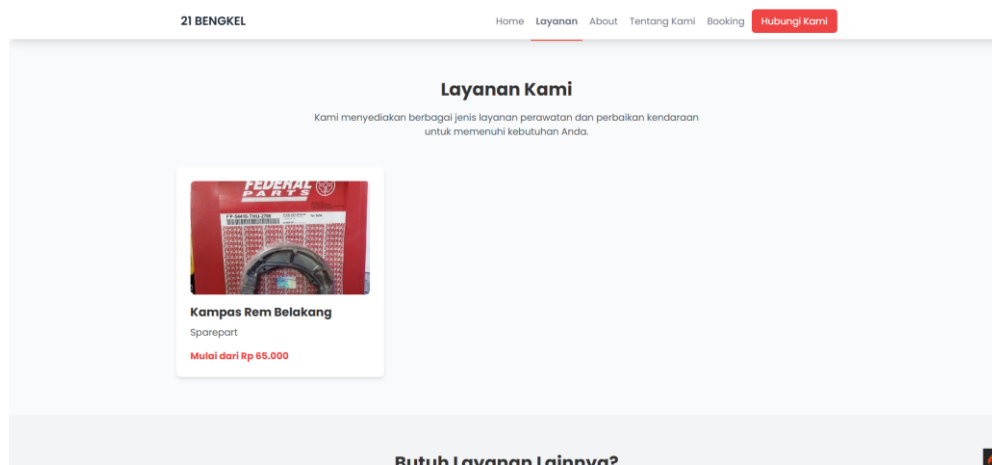 21 BENGKEL
Home Layanan About Tentang Kami Booking Hubungi Kami
Layanan Kami
Kami menyediakan berbagai jenis layanan perawatan dan perbaikan kendaraan
untuk memenuhi kebutuhan Anda.
FEDERAL
PARTS
Kampas Rem Belakang
Sparepart
Mulai dari Rp 65.000
Butuh Layanan Lainnya?